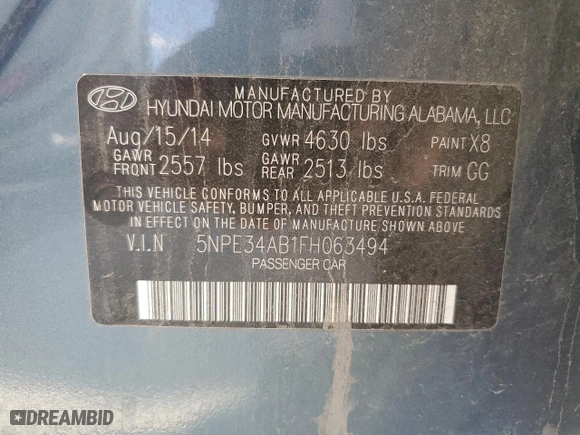 MANUFACTURED BY
HYUNDAI MOTOR MANUFACTURING ALABAMA, LLC
Aug/15/14 GVWR 4630 lbs PAINT X8
GAWR FRONT 2557 lbs GAWR REAR 2513 lbs TRIM GG
THIS VEHICLE CONFORMS TO ALL APPLICABLE U.S.A. FEDERAL
MOTOR VEHICLE SAFETY, BUMPER, AND THEFT PREVENTION STANDARDS
IN EFFECT ON THE DATE OF MANUFACTURE SHOWN ABOVE.
V.I.N 5NPE34AB1FH063494
PASSENGER CAR
DREAMBID